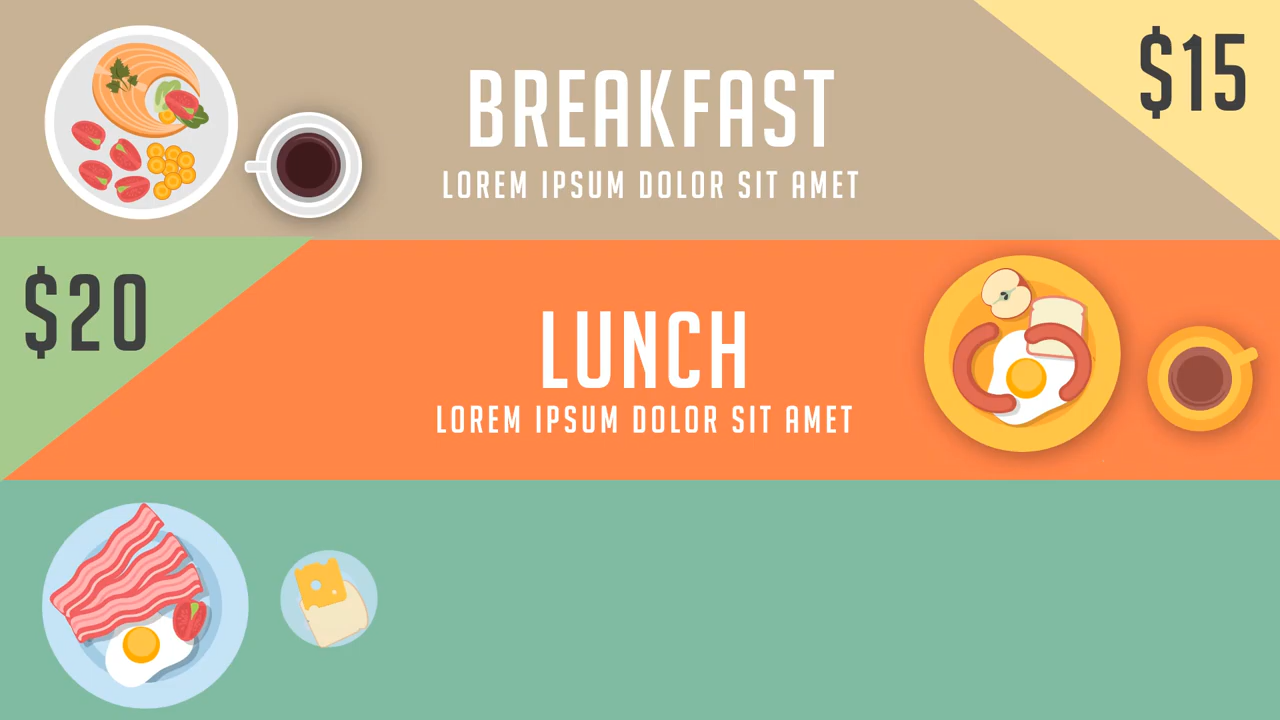 BREAKFAST
LOREM IPSUM DOLOR SIT AMET
$15
$20
LUNCH
LOREM IPSUM DOLOR SIT AMET